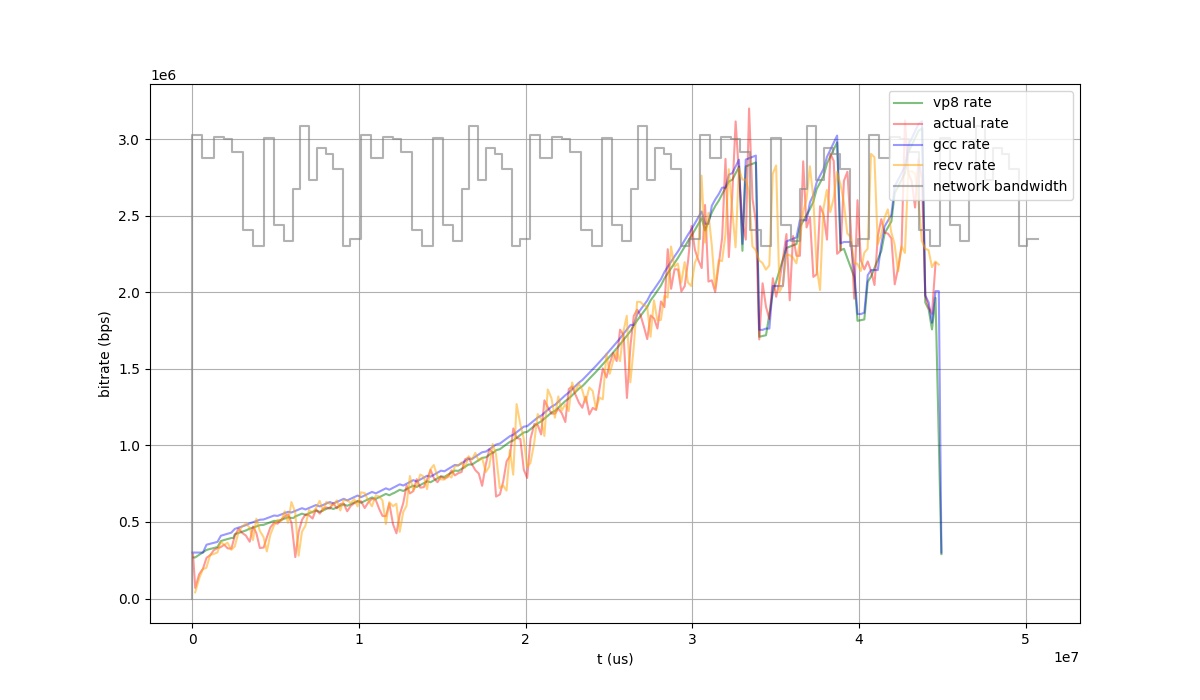 1e6
vp8 rate
actual rate
gcc rate
recv rate
network bandwidth
3.0
2.5
2.0
1.5
1.0
0.5
0.0
bitrate (bps)
0 1 2 3 4 5
t (us)
1e7